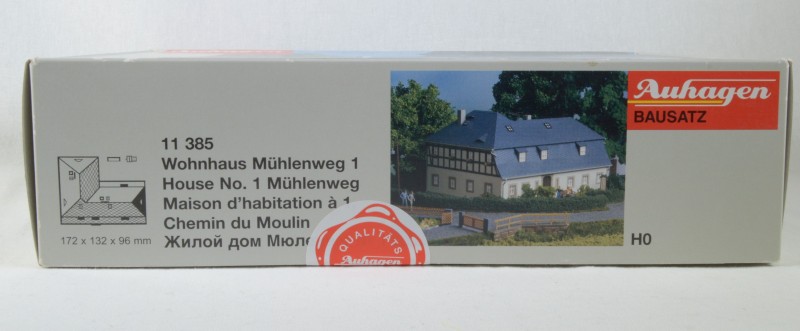 11 385
Wohnhaus Mühlenweg 1
House No. 1 Mühlenweg
Maison d'habitation à 1
Chemin du Moulin
Жилой дом
172 x 132 x 96 mm
QUALITÄTS
Auhagen
Auhagen
BAUSATZ
H0